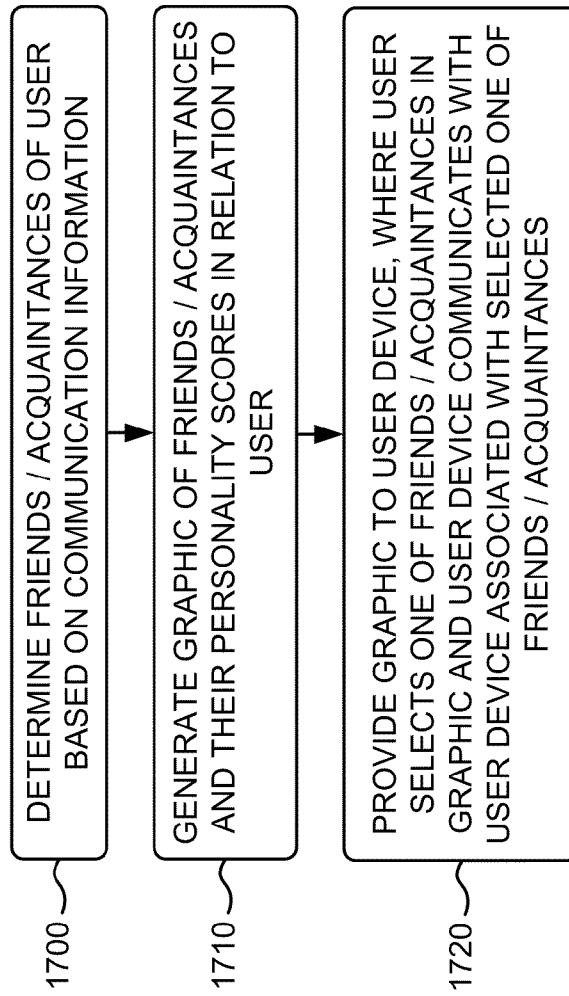 DETERMINE FRIENDS / ACQUAINTANCES OF USER
BASED ON COMMUNICATION INFORMATION
1700
GENERATE GRAPHIC OF FRIENDS / ACQUAINTANCES
AND THEIR PERSONALITY SCORES IN RELATION TO
USER
1710
PROVIDE GRAPHIC TO USER DEVICE, WHERE USER
SELECTS ONE OF FRIENDS / ACQUAINTANCES IN
GRAPHIC AND USER DEVICE COMMUNICATES WITH
USER DEVICE ASSOCIATED WITH SELECTED ONE OF
FRIENDS / ACQUAINTANCES
1720